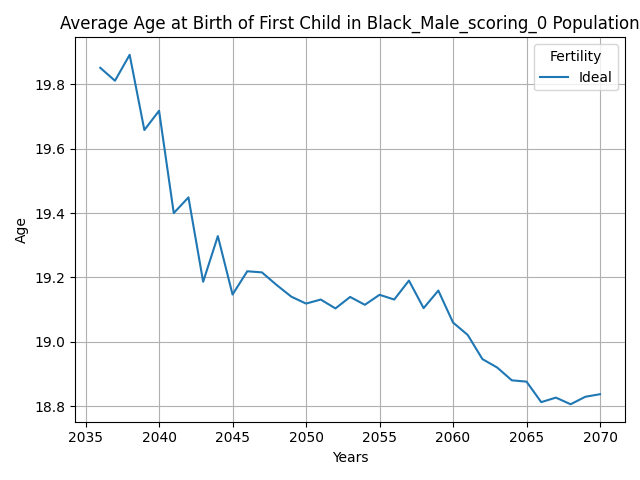 Average Age at Birth of First Child in Black_Male_scoring_0 Population
Fertility
Ideal
Age
19.8
19.6
19.4
19.2
19.0
18.8
2035 2040 2045 2050 2055 2060 2065 2070
Years